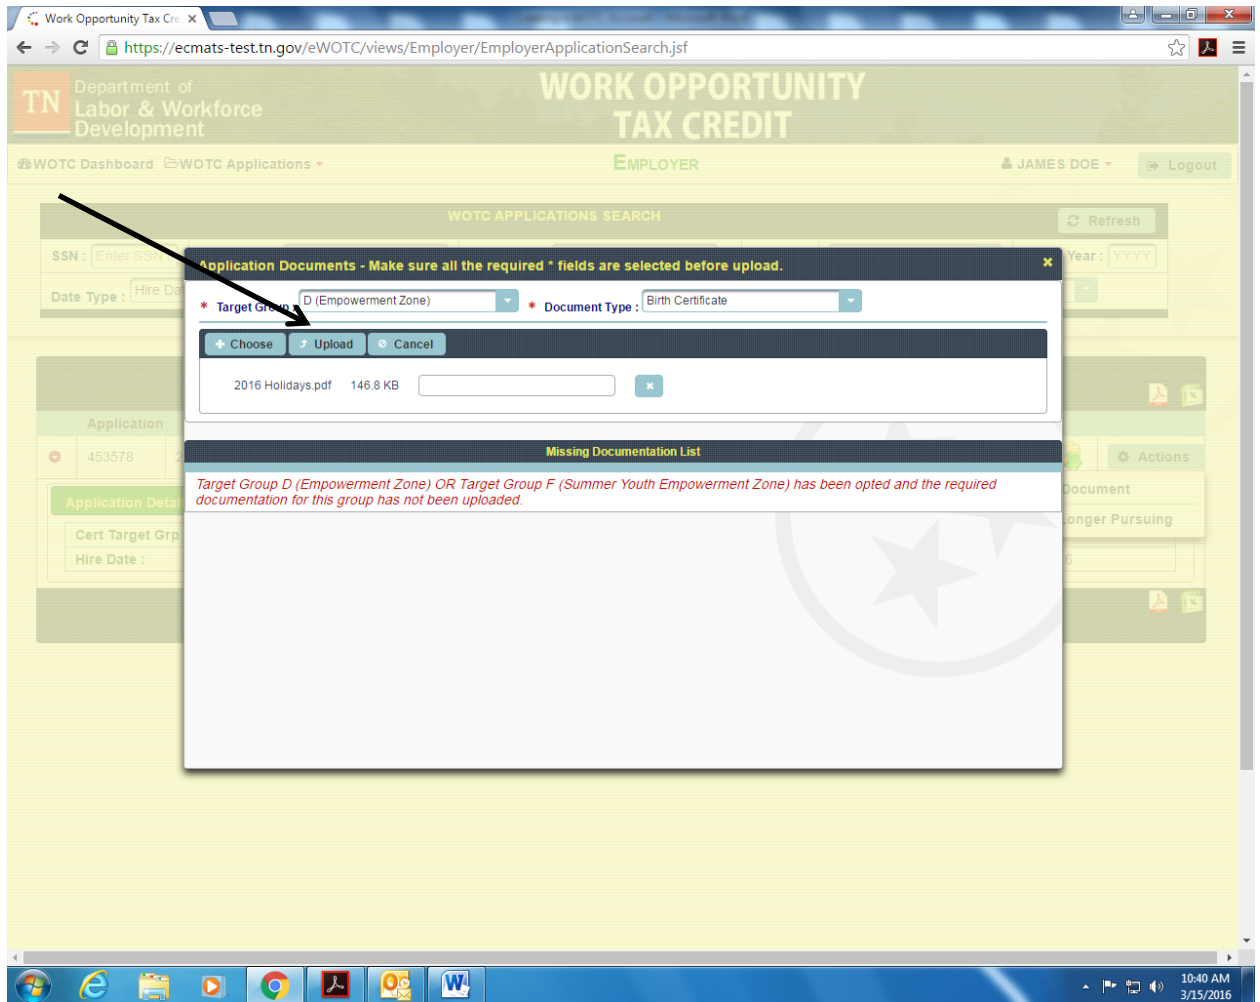 Work Opportunity Tax Cre
https://ecmats-test.tn.gov/eWOTC/views/Employer/EmployerApplicationSearch.jsf
TN
Department of
Labor & Workforce
Development
WORK OPPORTUNITY
TAX CREDIT
WOTC Dashboard WOTC Applications EMPLOYER JAMES DOE Logout
WOTC APPLICATIONS SEARCH Refresh
SSN : Enter SSN Year : YYYY
Date Type : Hire Da
Application Documents - Make sure all the required * fields are selected before upload.
* Target Group : D (Empowerment Zone) * Document Type : Birth Certificate
Choose Upload Cancel
2016 Holidays.pdf 146.8 KB
Application
Missing Documentation List
453578 2 Actions
Target Group D (Empowerment Zone) OR Target Group F (Summer Youth Empowerment Zone) has been opted and the required
documentation for this group has not been uploaded.
Document
Application Detai
onger Pursuing
Cert Target Grp
Hire Date : 6
10:40 AM
3/15/2016